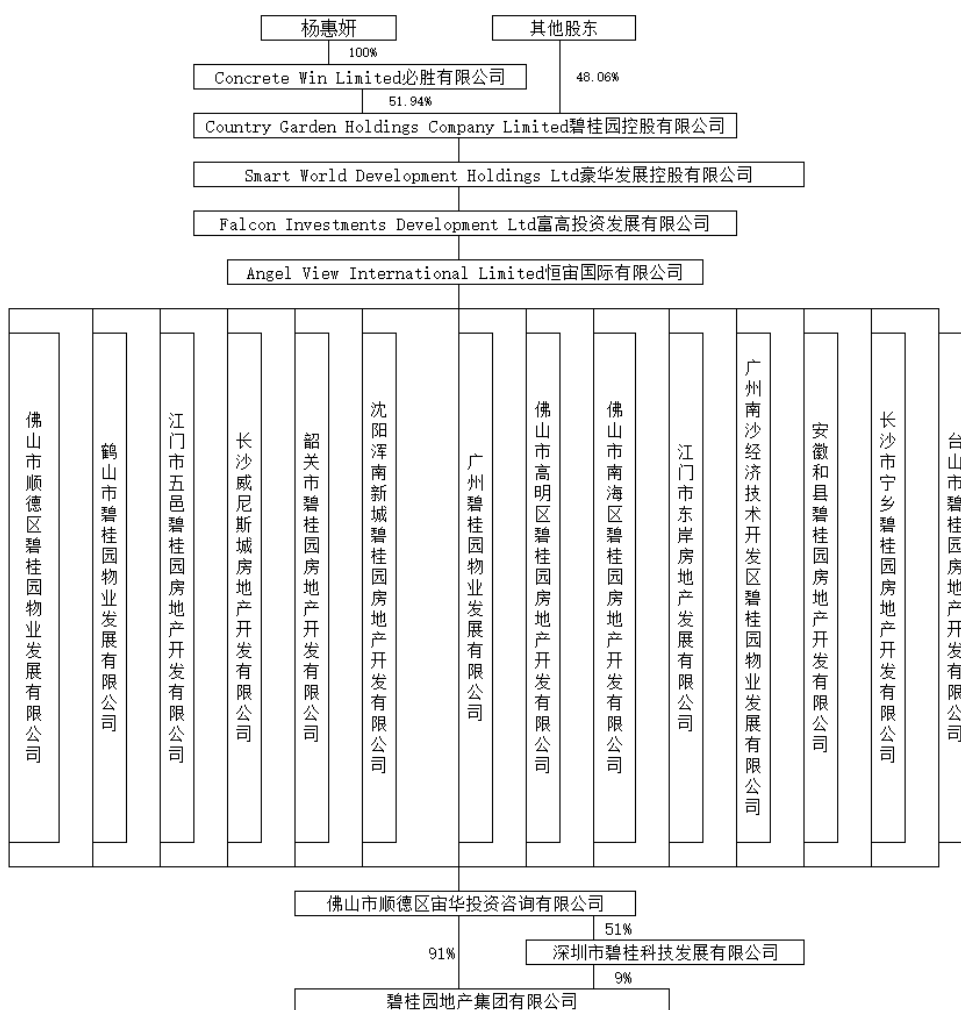 杨惠妍
其他股东
100%
Concrete Win Limited必胜有限公司
48.06%
51.94%
Country Garden Holdings Company Limited碧桂园控股有限公司
Smart World Development Holdings Ltd豪华发展控股有限公司
Falcon Investments Development Ltd富高投资发展有限公司
Angel View International Limited恒宙国际有限公司
佛山市顺德区碧桂园物业发展有限公司
鹤山市碧桂园物业发展有限公司
江门市五邑碧桂园房地产开发有限公司
长沙威尼斯城房地产开发有限公司
韶关市碧桂园房地产开发有限公司
沈阳浑南新城碧桂园房地产开发有限公司
广州碧桂园物业发展有限公司
佛山市高明区碧桂园房地产开发有限公司
佛山市南海区碧桂园房地产开发有限公司
江门市东岸房地产发展有限公司
广州南沙经济技术开发区碧桂园物业发展有限公司
安徽和县碧桂园房地产开发有限公司
长沙市宁乡碧桂园房地产开发有限公司
台山市碧桂园房地产开发有限公司
佛山市顺德区宙华投资咨询有限公司
51%
91%
深圳市碧桂科技发展有限公司
9%
碧桂园地产集团有限公司